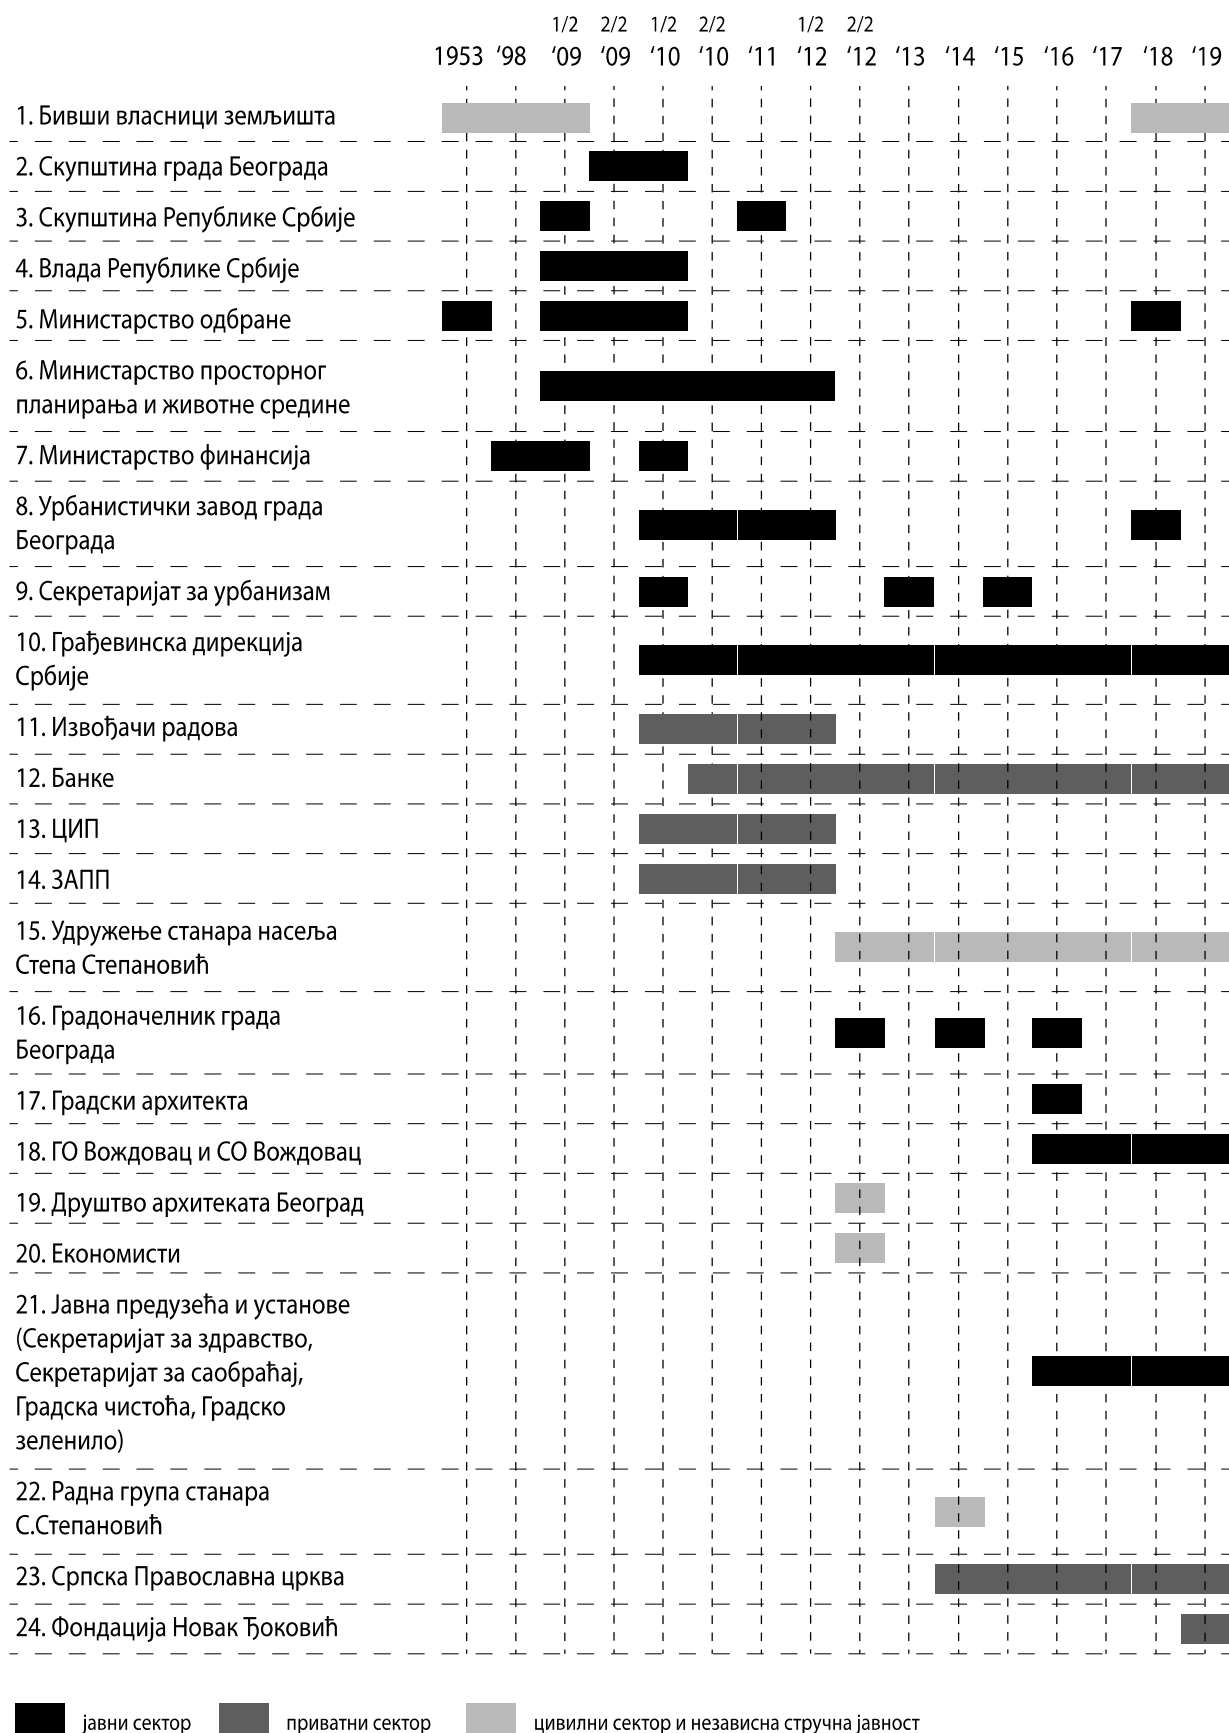 1/2 2/2 1/2 2/2 1/2 2/2
1953 ‘98 ‘09 ‘09 ‘10 ‘10 ‘11 ‘12 ‘12 ‘13 ‘14 ‘15 ‘16 ‘17 ‘18 ‘19
1. Бивши власници земљишта
2. Скупштина града Београда
3. Скупштина Републике Србије
4. Влада Републике Србије
5. Министарство одбране
6. Министарство просторног
планирања и животне средине
7. Министарство финансија
8. Урбанистички завод града
Београда
9. Секретаријат за урбанизам
10. Грађевинска дирекција
Србије
11. Извођачи радова
12. Банке
13. ЦИП
14. ЗАПП
15. Удружење станара насеља
Степа Степановић
16. Градоначелник града
Београда
17. Градски архитекта
18. ГО Вождовац и СО Вождовац
19. Друштво архитеката Београд
20. Економисти
21. Јавна предузећа и установе
(Секретаријат за здравство,
Секретаријат за саобраћај,
Градска чистоћа, Градско
зеленило)
22. Радна група станара
С.Степановић
23. Српска Православна црква
24. Фондација Новак Ђоковић
јавни сектор приватни сектор цивилни сектор и независна стручна јавност